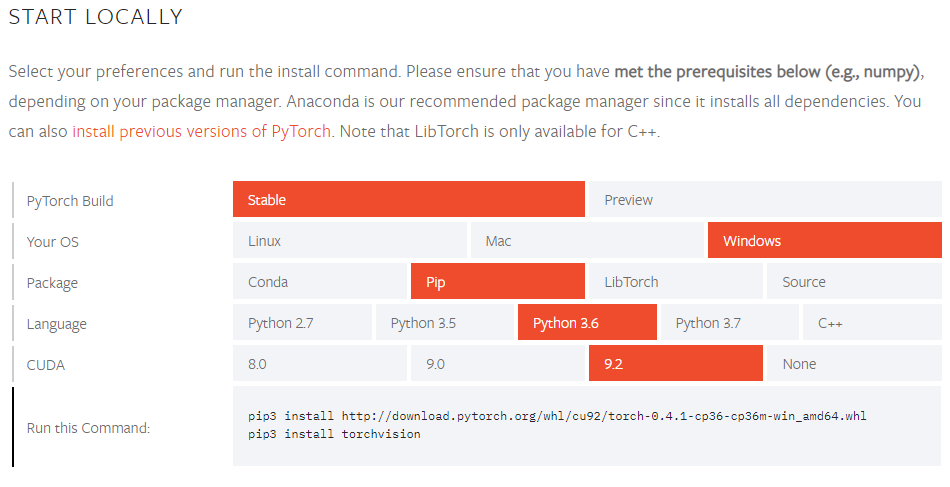 START LOCALLY
Select your preferences and run the install command. Please ensure that you have met the prerequisites below (e.g., numpy),
depending on your package manager. Anaconda is our recommended package manager since it installs all dependencies. You
can also install previous versions of PyTorch. Note that LibTorch is only available for C++.
PyTorch Build Stable Preview
Your OS Linux Mac Windows
Package Conda Pip LibTorch Source
Language Python 2.7 Python 3.5 Python 3.6 Python 3.7 C++
CUDA 8.0 9.0 9.2 None
Run this Command:
pip3 install http://download.pytorch.org/whl/cu92/torch-0.4.1-cp36-cp36m-win_amd64.whl
pip3 install torchvision